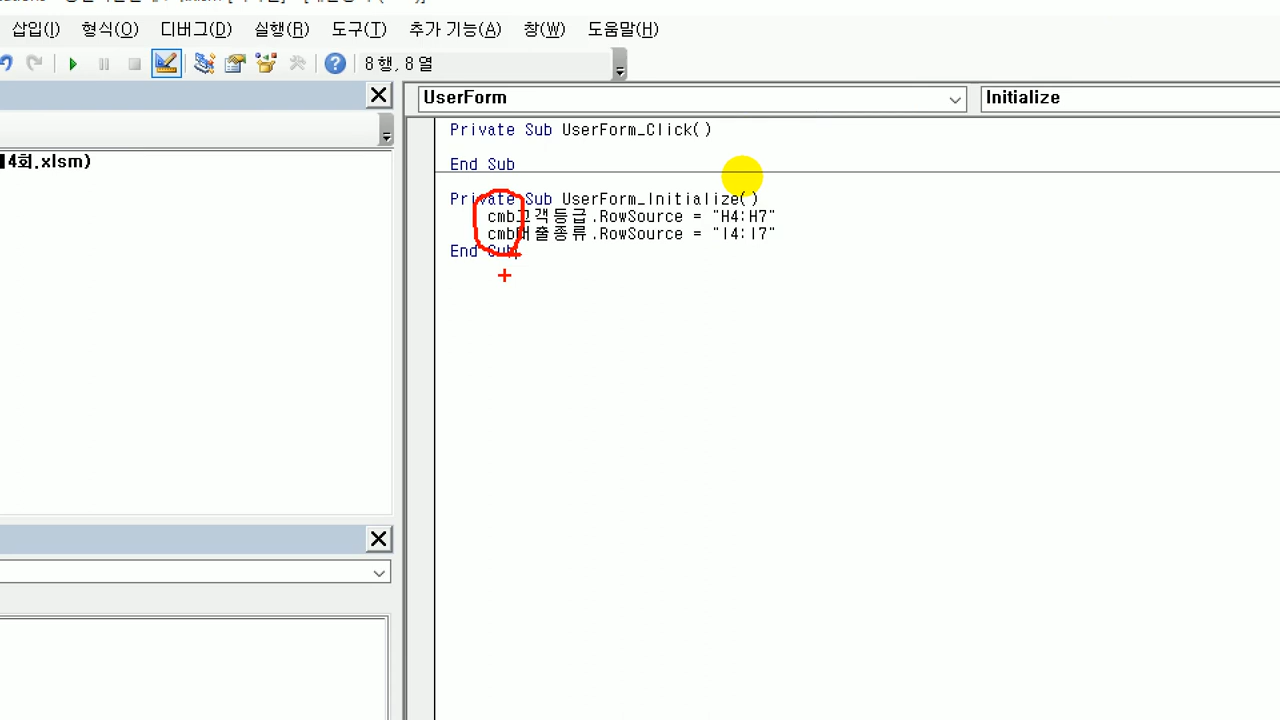 삽입(I) 형식(O) 디버그(D) 실행(R) 도구(T) 추가 기능(A) 창(W) 도움말(H)
8 행, 8 열
UserForm
Initialize
4회.xlsm)
Private Sub UserForm_Click()
End Sub
Private Sub UserForm_Initialize()
cmb고객등급.RowSource = "H4:H7"
cmb대출종류.RowSource = "I4:I7"
End Sub